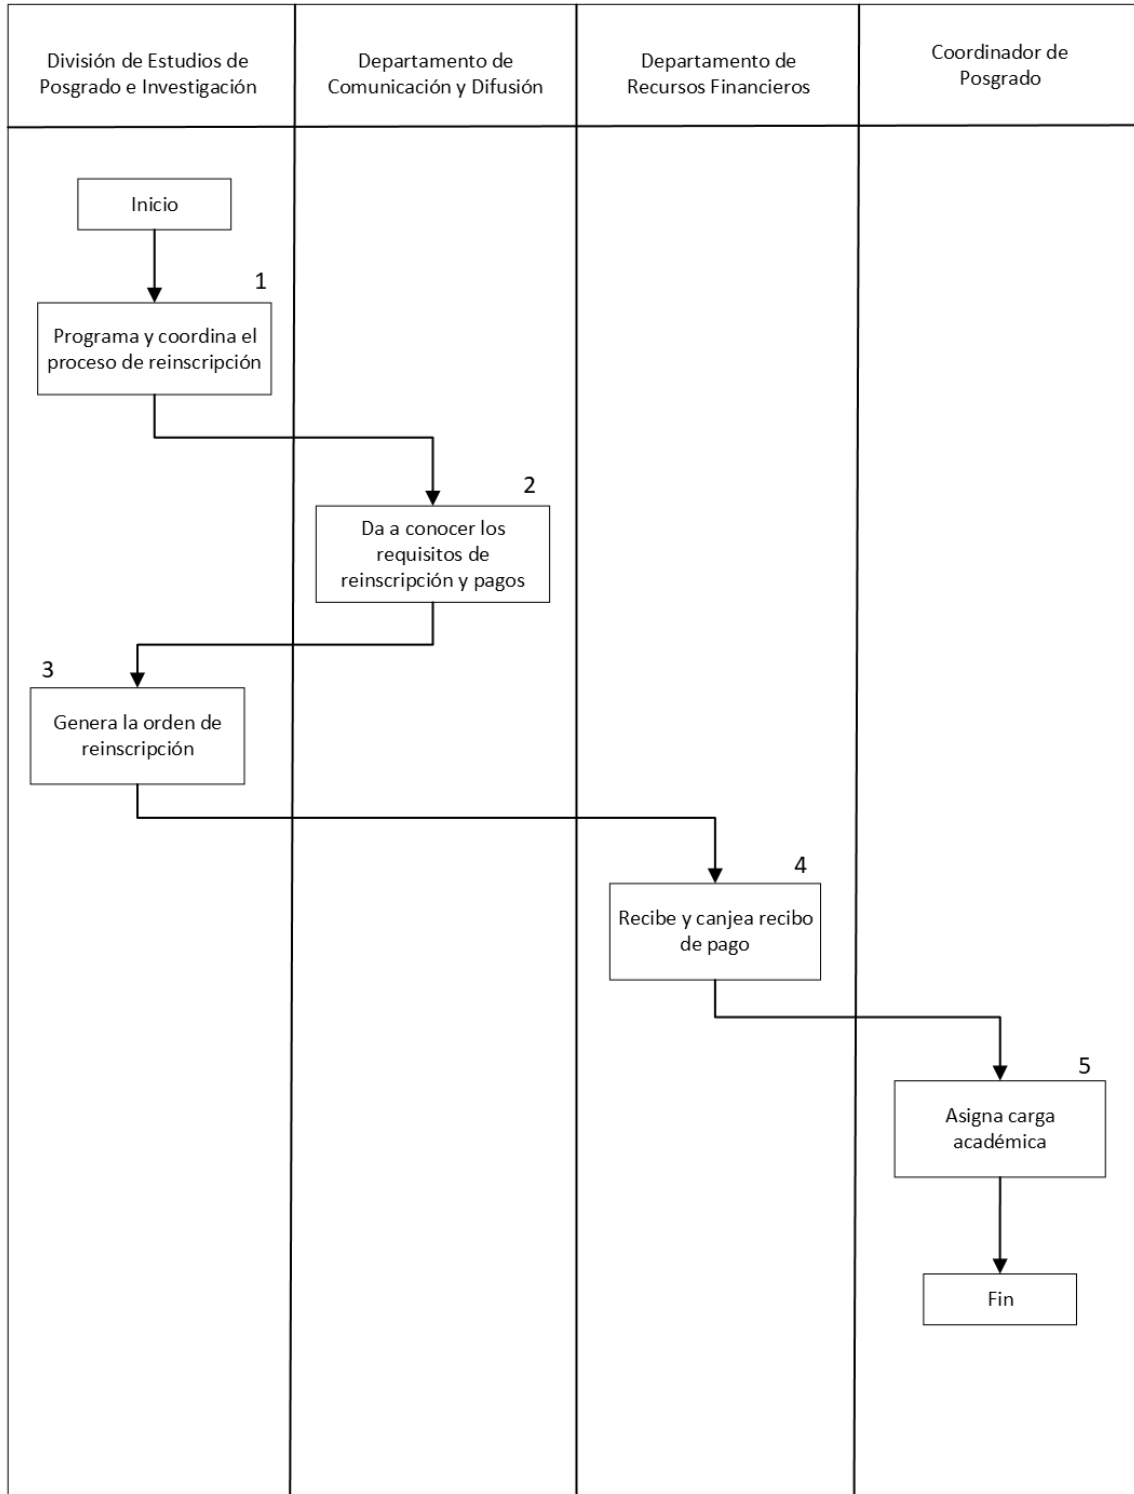 División de Estudios de
Posgrado e Investigación
Departamento de
Comunicación y Difusión
Departamento de
Recursos Financieros
Coordinador de
Posgrado
Inicio
1
Programa y coordina el
proceso de reinscripción
2
Da a conocer los
requisitos de
reinscripción y pagos
3
Genera la orden de
reinscripción
4
Recibe y canjea recibo
de pago
5
Asigna carga
académica
Fin